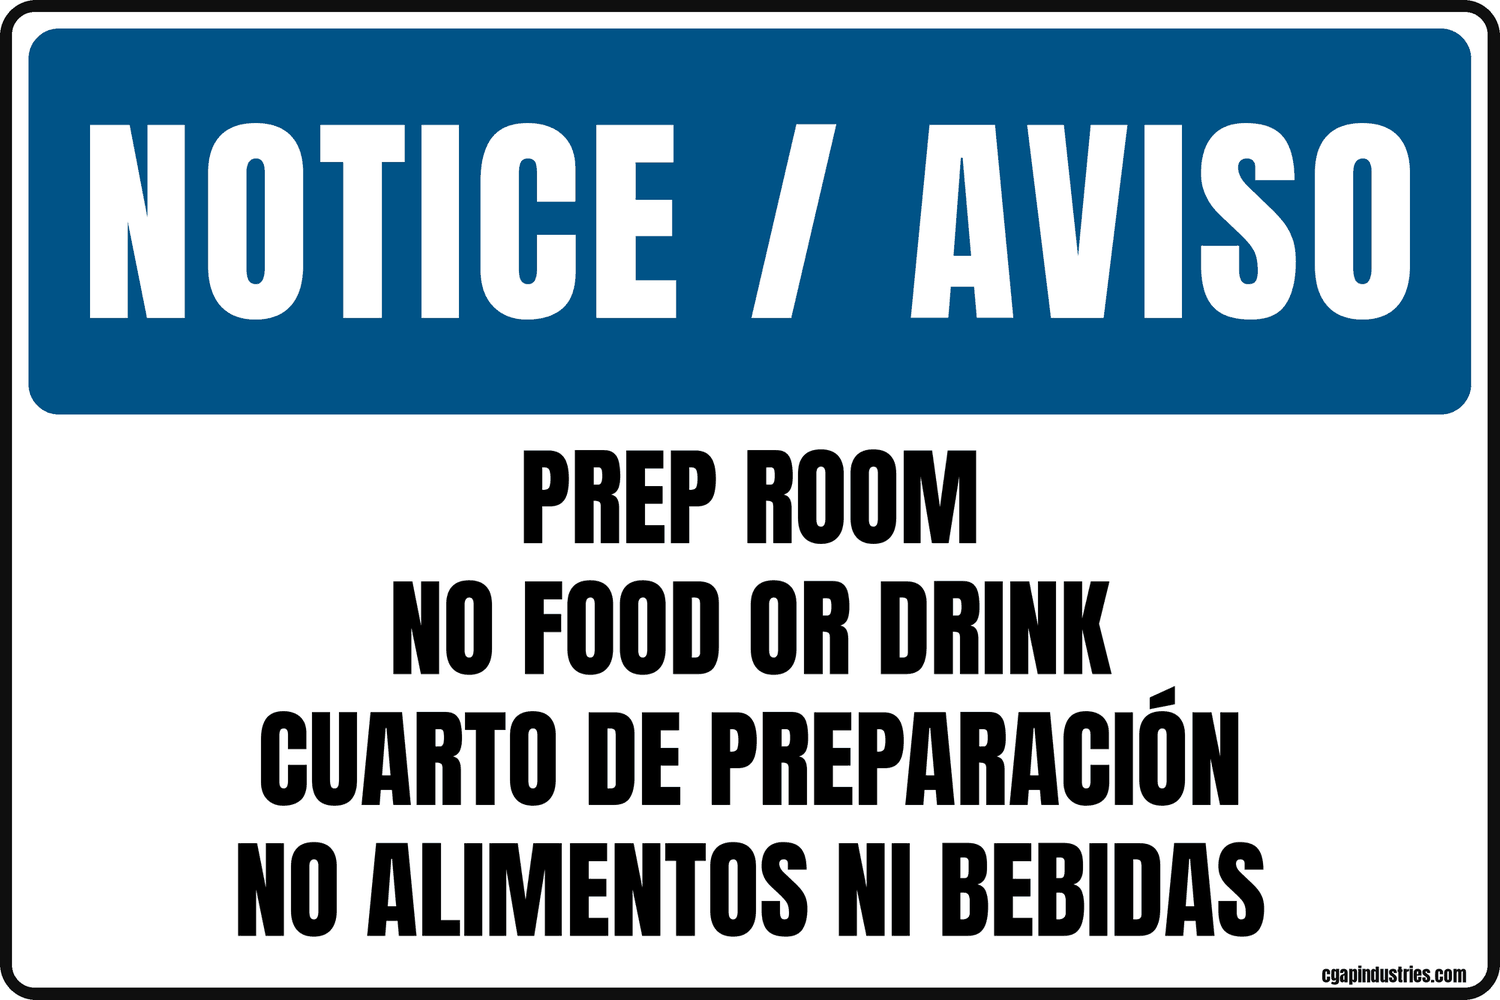 NOTICE / AVISO
PREP ROOM
NO FOOD OR DRINK
CUARTO DE PREPARACIÓN
NO ALIMENTOS NI BEBIDAS
cgapindustries.com